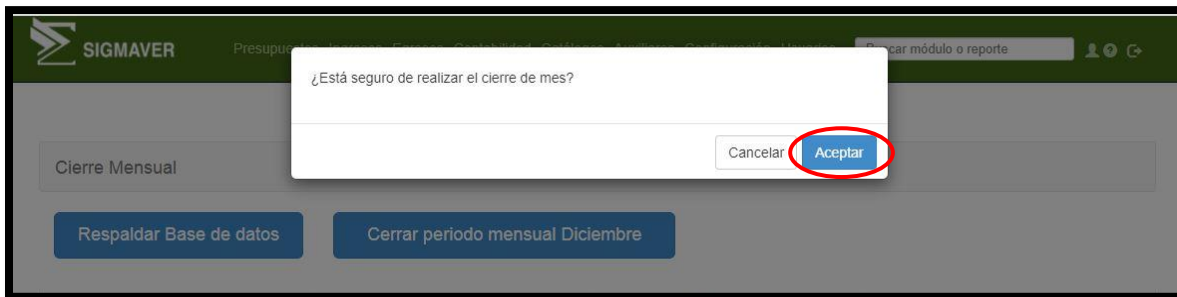 SIGMAVER
Presupuestos Ingresos Egresos Contabilidad Catálogos Auxiliares Configuración Usuarios
car módulo o reporte
¿Está seguro de realizar el cierre de mes?
Cancelar Aceptar
Cierre Mensual
Respaldar Base de datos Cerrar periodo mensual Diciembre